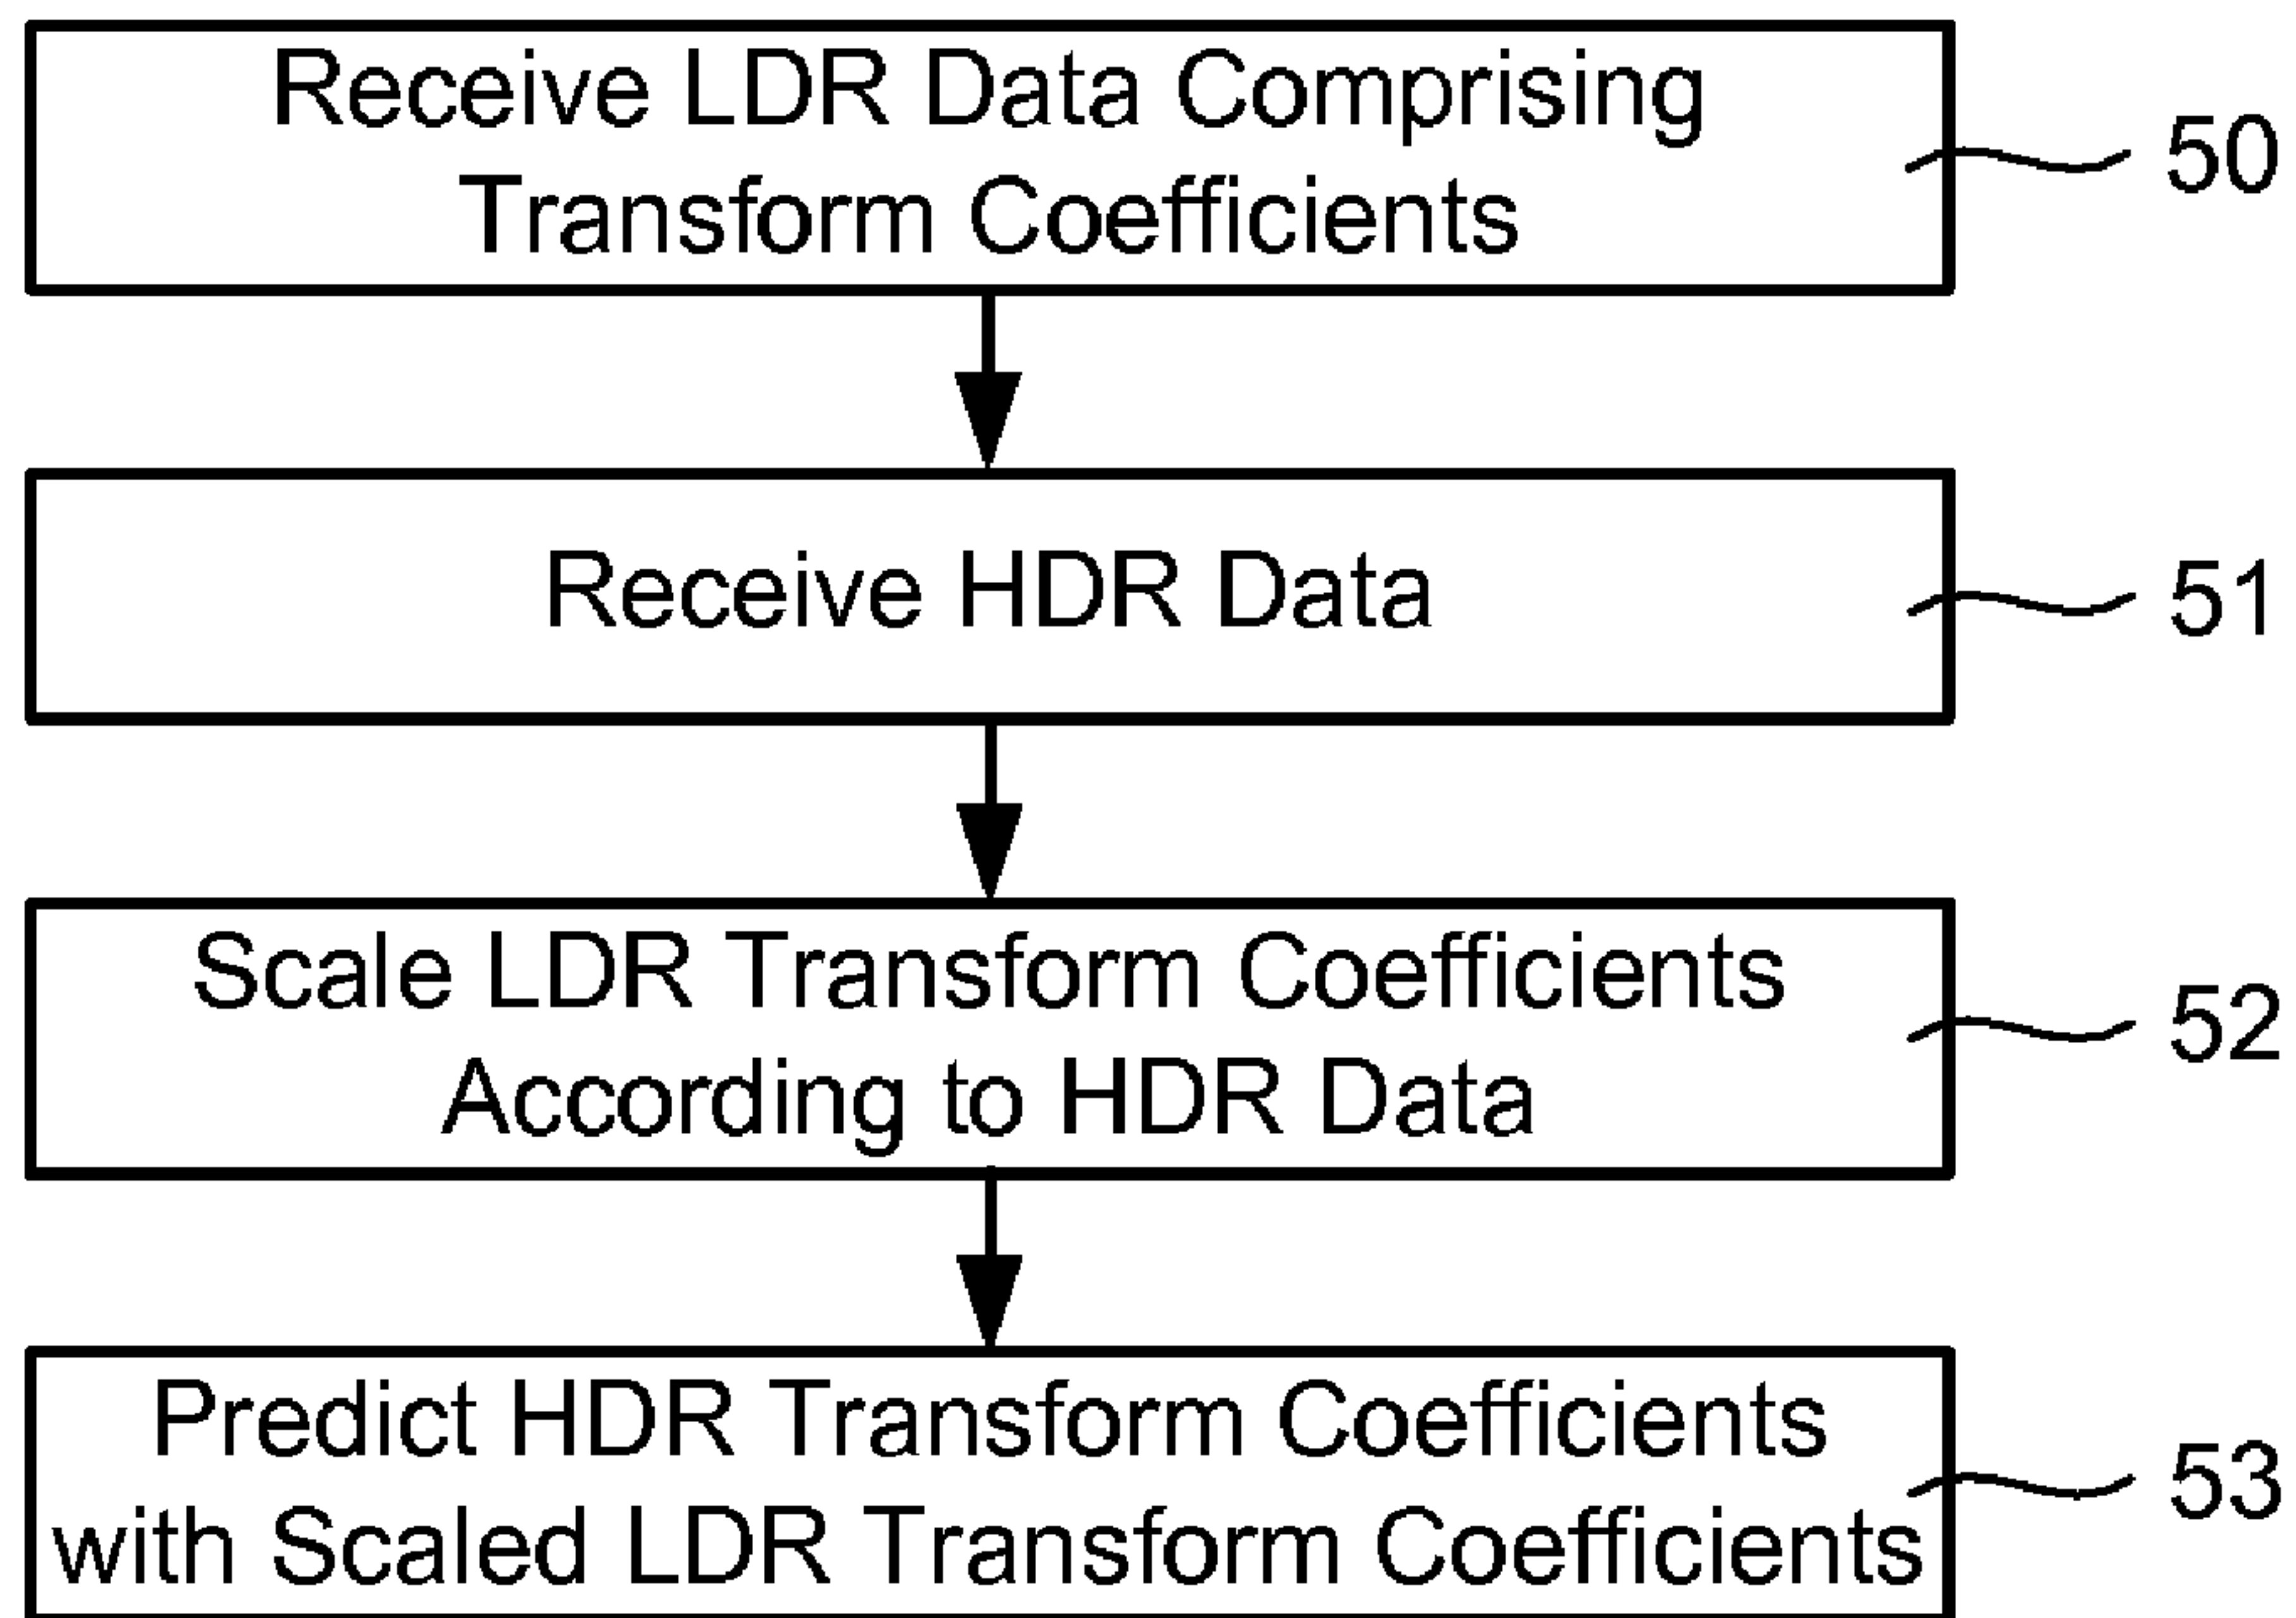 Receive LDR Data Comprising
Transform Coefficients
50
Receive HDR Data
51
Scale LDR Transform Coefficients
According to HDR Data
52
Predict HDR Transform Coefficients
with Scaled LDR Transform Coefficients
53